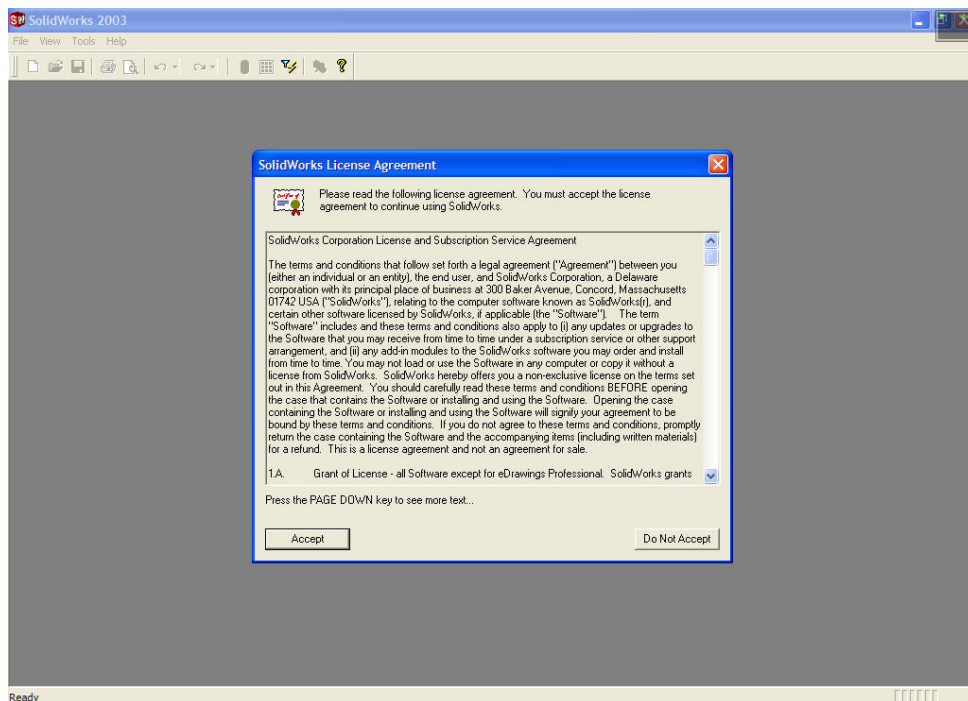 SolidWorks 2003
File View Tools Help
SolidWorks License Agreement
Please read the following license agreement. You must accept the license
agreement to continue using SolidWorks.
SolidWorks Corporation License and Subscription Service Agreement
The terms and conditions that follow set forth a legal agreement ("Agreement") between you
(either an individual or an entity), the end user, and SolidWorks Corporation, a Delaware
corporation with its principal place of business at 300 Baker Avenue, Concord, Massachusetts
01742 USA ("SolidWorks"), relating to the computer software known as SolidWorks(r), and
certain other software licensed by SolidWorks, if applicable (the "Software"). The term
"Software" includes and these terms and conditions also apply to (i) any updates or upgrades to
the Software that you may receive from time to time under a subscription service or other support
arrangement, and (ii) any add-in modules to the SolidWorks software you may order and install
from time to time. You may not load or use the Software in any computer or copy it without a
license from SolidWorks. SolidWorks hereby offers you a non-exclusive license on the terms set
out in this Agreement. You should carefully read these terms and conditions BEFORE opening
the case that contains the Software or installing and using the Software. Opening the case
containing the Software or installing and using the Software will signify your agreement to be
bound by these terms and conditions. If you do not agree to these terms and conditions, promptly
return the case containing the Software and the accompanying items (including written materials)
for a refund. This is a license agreement and not an agreement for sale.
1.A. Grant of License - all Software except for eDrawings Professional. SolidWorks grants
Press the PAGE DOWN key to see more text...
Accept
Do Not Accept
Ready